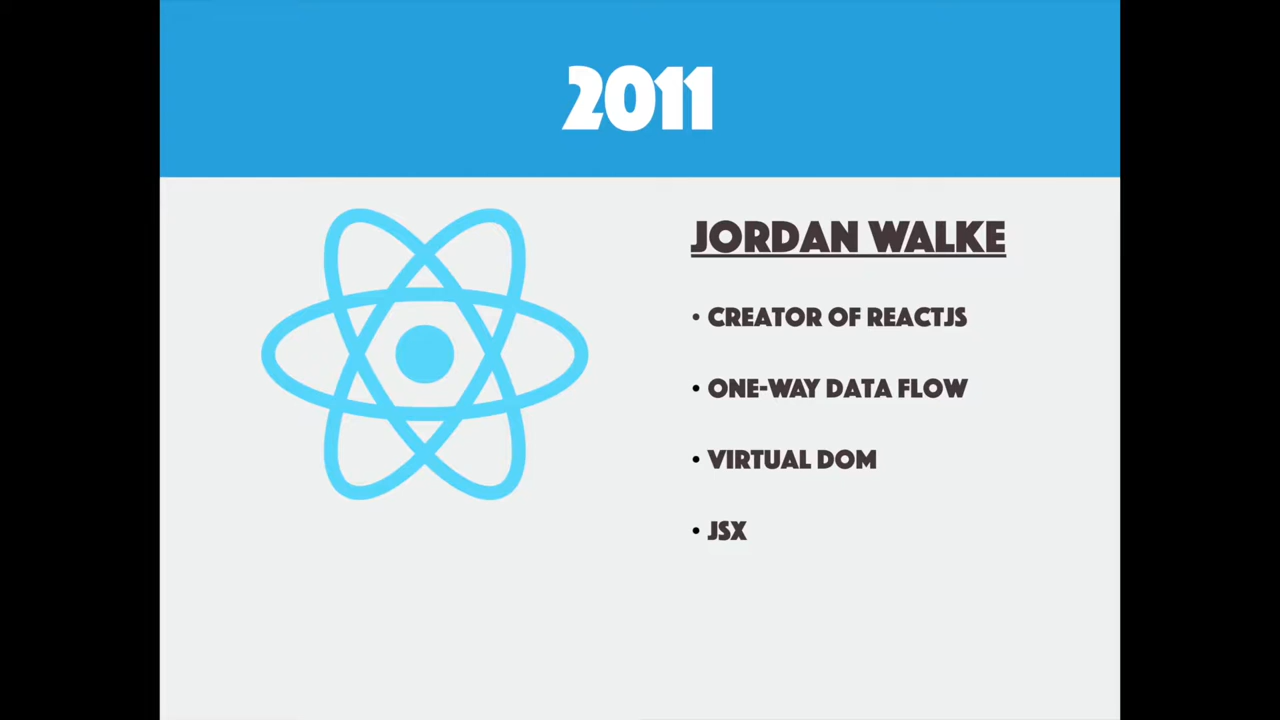 2011
JORDAN WALKE
• CREATOR OF REACTJS
• ONE-WAY DATA FLOW
• VIRTUAL DOM
• JSX